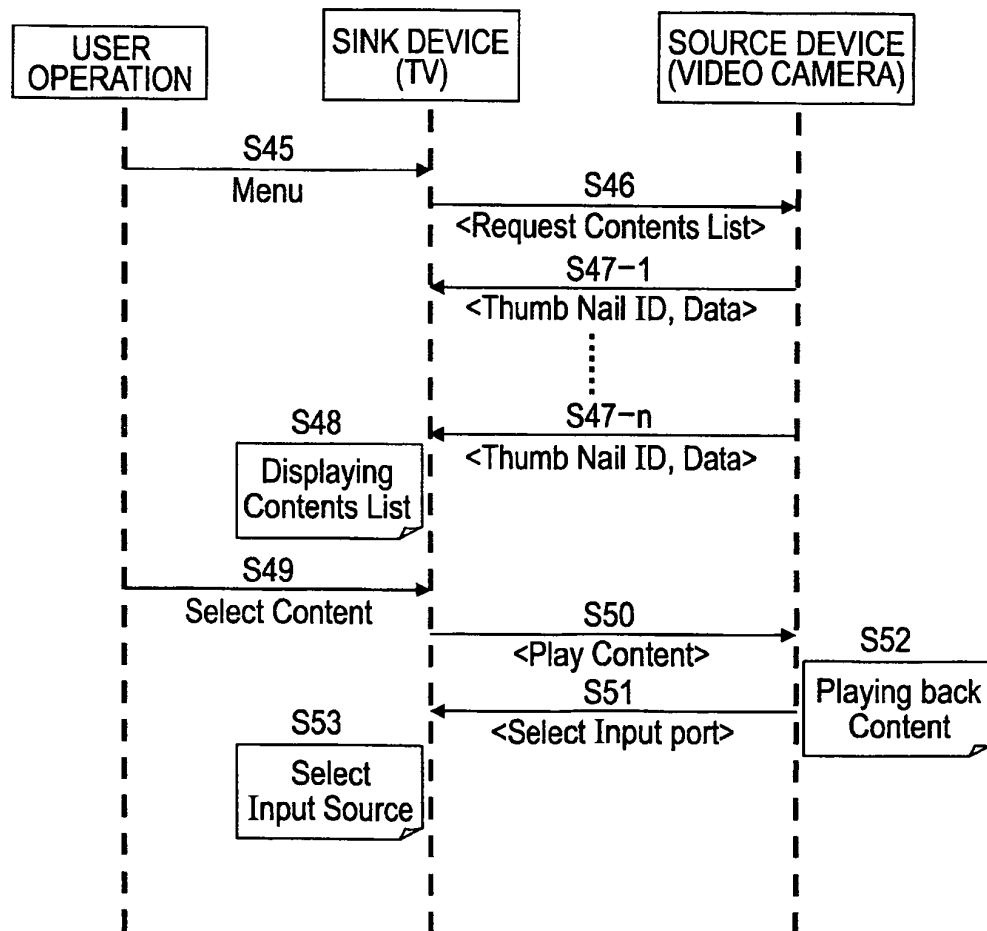 USER
OPERATION
SINK DEVICE
(TV)
SOURCE DEVICE
(VIDEO CAMERA)
S45
Menu
S46
<Request Contents List>
S47-1
<Thumb Nail ID, Data>
S47-n
<Thumb Nail ID, Data>
S48
Displaying
Contents List
S49
Select Content
S50
<Play Content>
S52
Playing back
Content
S51
<Select Input port>
S53
Select
Input Source